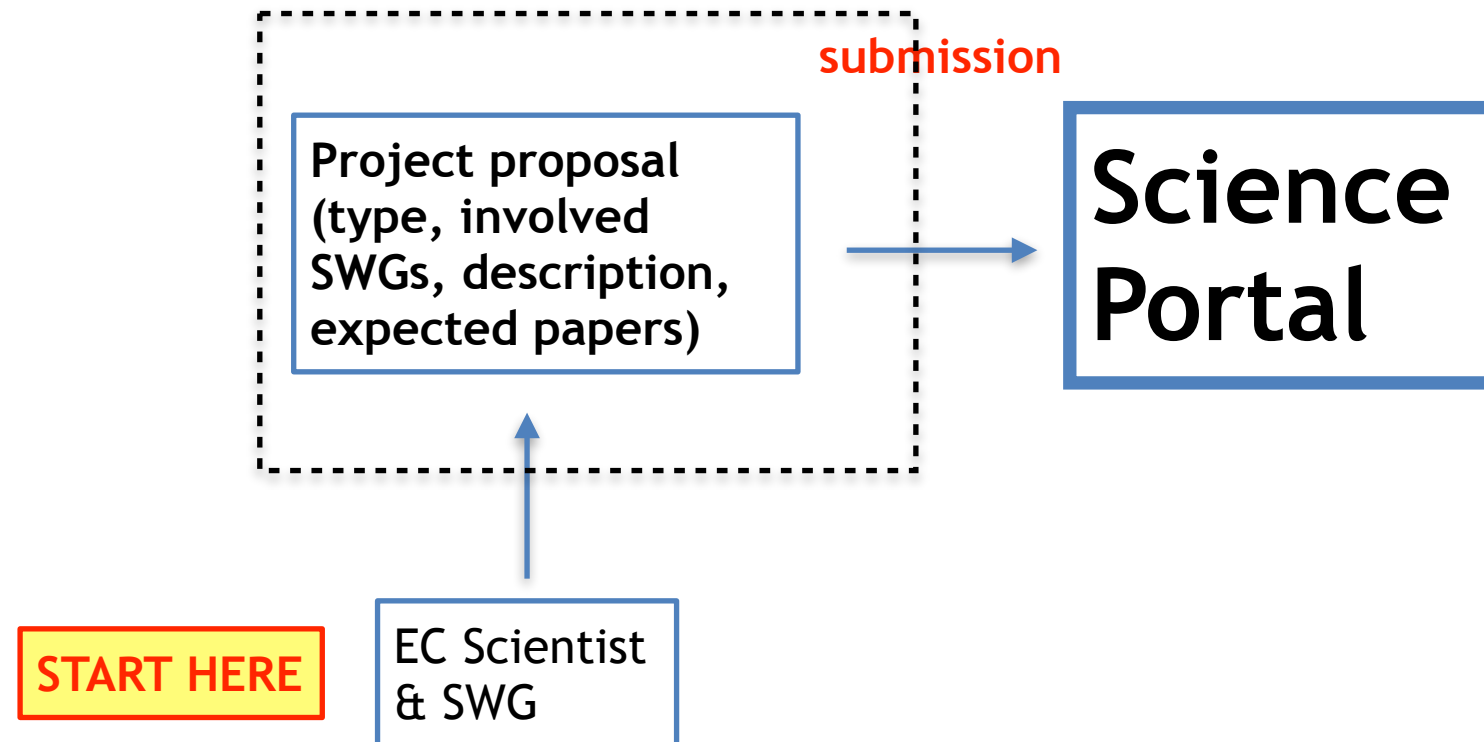 submission
Project proposal
(type, involved
SWGs, description,
expected papers)
Science
Portal
START HERE
EC Scientist
& SWG